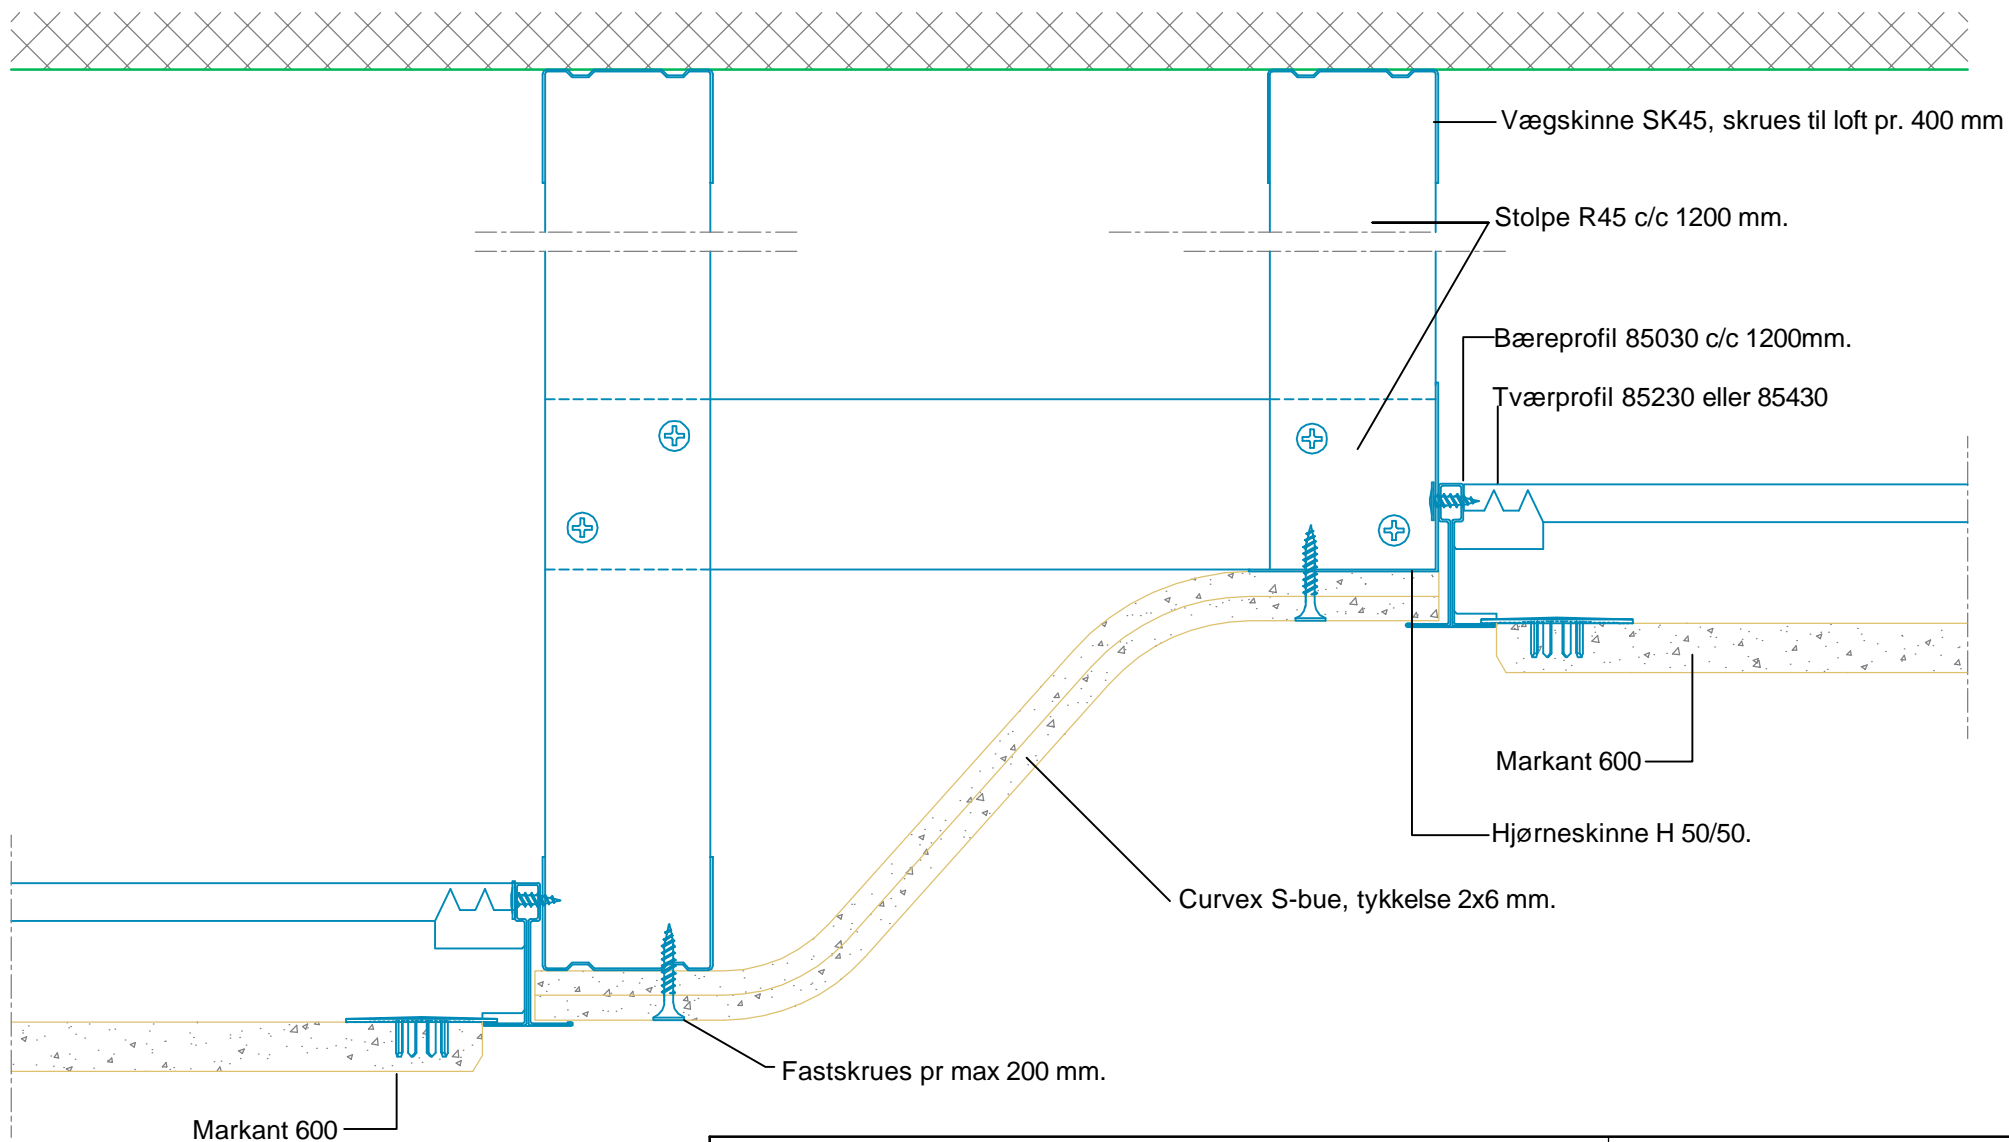 Vægskinne SK45, skrues til loft pr. 400 mm
Stolpe R45 c/c 1200 mm.
Bæreprofil 85030 c/c 1200mm.
Tværprofil 85230 eller 85430
Markant 600
Hjørneskinne H 50/50.
Curvex S-bue, tykkelse 2x6 mm.
Fastskrues pr max 200 mm.
Markant 600